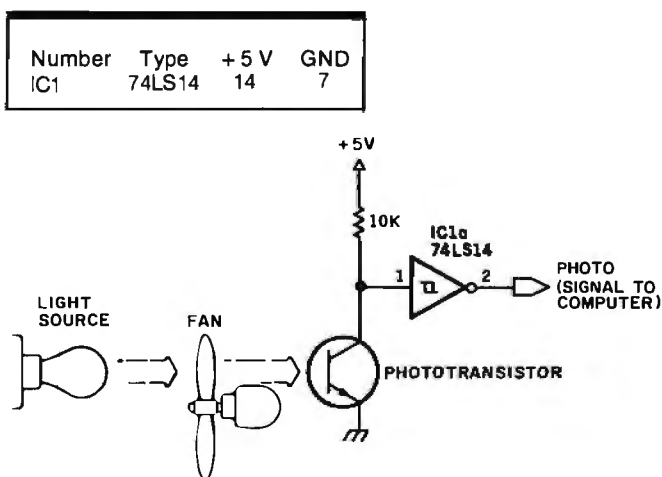 Number Type +5 V GND
IC1 74LS14 14 7
+5V
10K
IC1a
74LS14
1
2
PHOTO
(SIGNAL TO
COMPUTER)
LIGHT
SOURCE
FAN
PHOTOTRANSISTOR